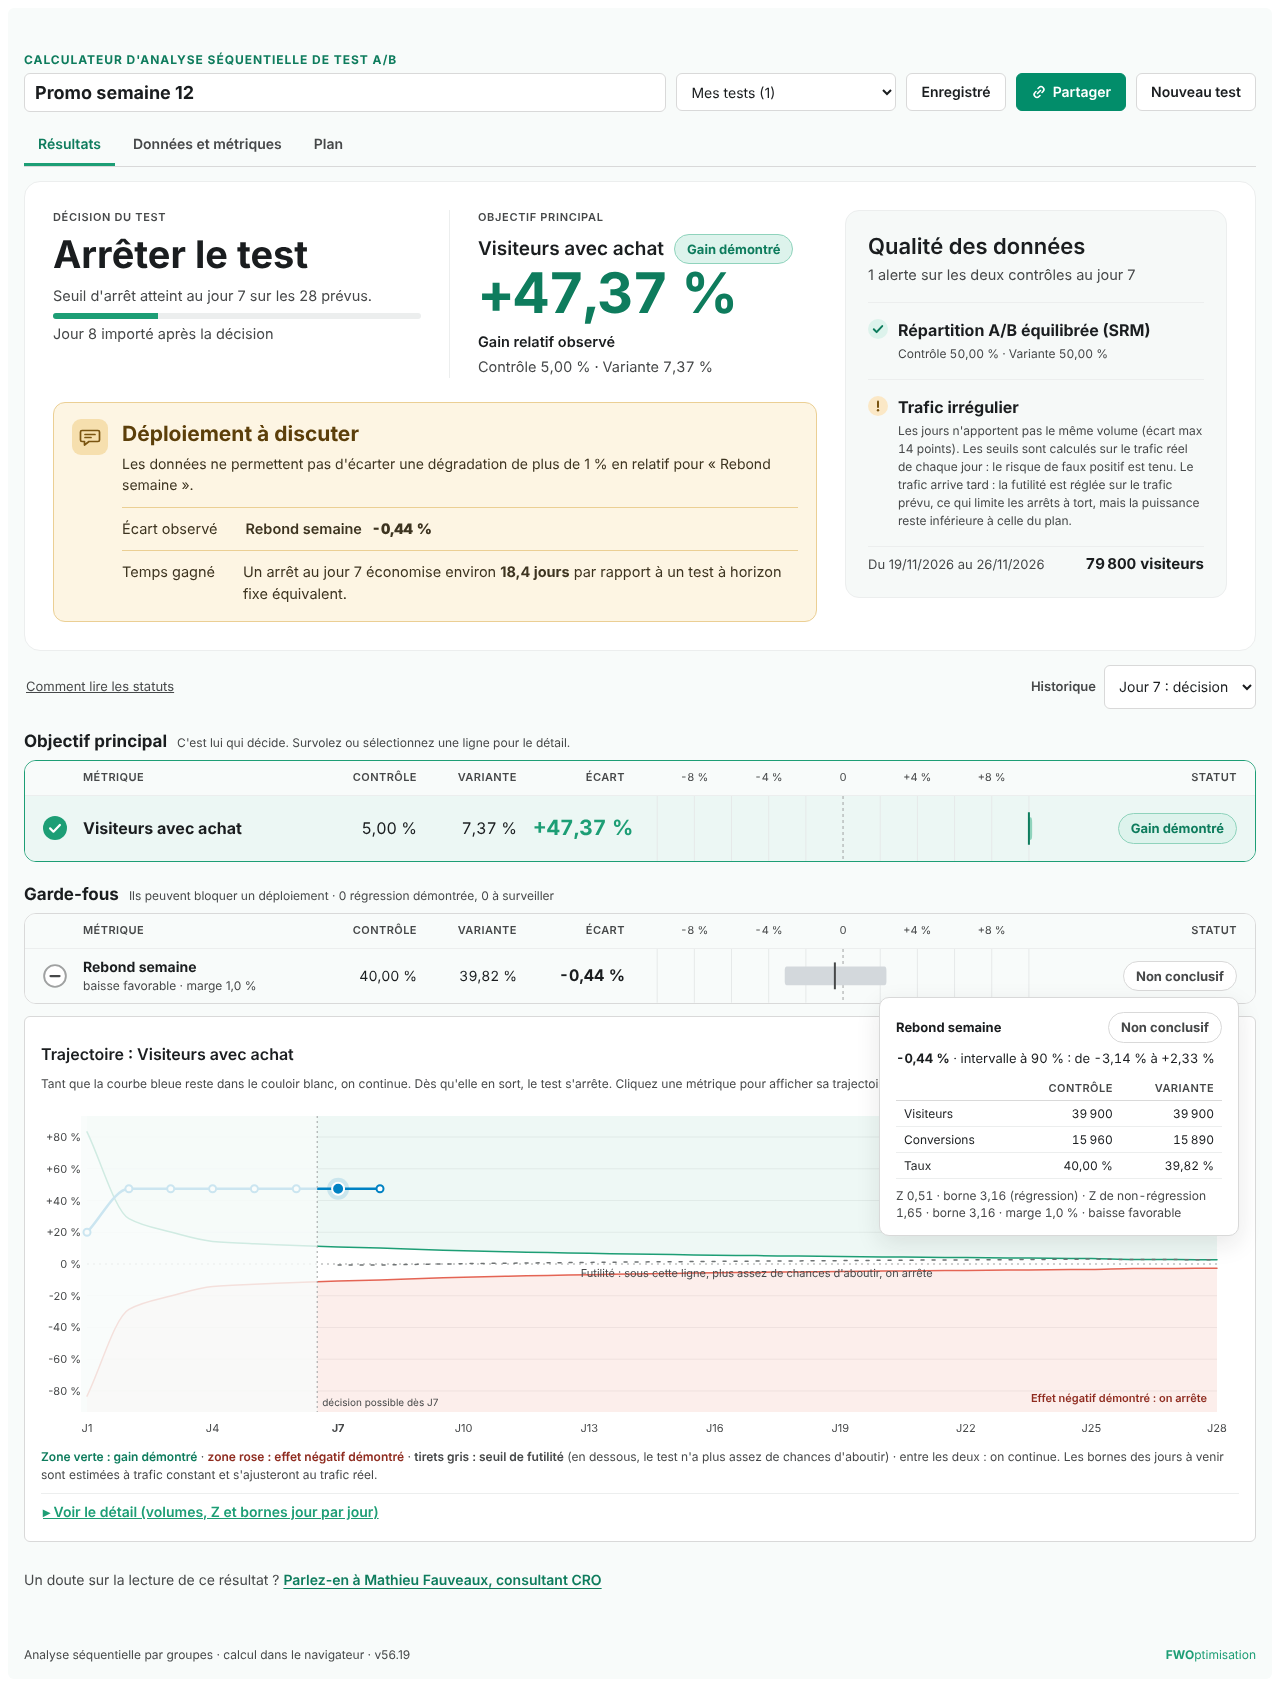 CALCULATEUR D'ANALYSE SÉQUENTIELLE DE TEST A/B
Promo semaine 12
Mes tests (1)
Enregistré
Partager
Nouveau test
Résultats
Données et métriques
Plan
DÉCISION DU TEST
Arrêter le test
Seuil d'arrêt atteint au jour 7 sur les 28 prévus.
Jour 8 importé après la décision
OBJECTIF PRINCIPAL
Visiteurs avec achat
Gain démontré
+47,37 %
Gain relatif observé
Contrôle 5,00 % · Variante 7,37 %
Déploiement à discuter
Les données ne permettent pas d'écarter une dégradation de plus de 1 % en relatif pour « Rebond
semaine ».
Écart observé Rebond semaine -0,44 %
Temps gagné Un arrêt au jour 7 économise environ 18,4 jours par rapport à un test à horizon
fixe équivalent.
Qualité des données
1 alerte sur les deux contrôles au jour 7
Répartition A/B équilibrée (SRM)
Contrôle 50,00 % · Variante 50,00 %
Trafic irrégulier
Les jours n'apportent pas le même volume (écart max
14 points). Les seuils sont calculés sur le trafic réel
de chaque jour : le risque de faux positif est tenu. Le
trafic arrive tard : la futilité est réglée sur le trafic
prévu, ce qui limite les arrêts à tort, mais la puissance
reste inférieure à celle du plan.
Du 19/11/2026 au 26/11/2026 79 800 visiteurs
Comment lire les statuts
Historique
Jour 7 : décision
Objectif principal C'est lui qui décide. Survolez ou sélectionnez une ligne pour le détail.
MÉTRIQUE CONTRÔLE VARIANTE ÉCART -8 % -4 % 0 +4 % +8 % STATUT
Visiteurs avec achat 5,00 % 7,37 % +47,37 % Gain démontré
Garde-fous Ils peuvent bloquer un déploiement · 0 régression démontrée, 0 à surveiller
MÉTRIQUE CONTRÔLE VARIANTE ÉCART -8 % -4 % 0 +4 % +8 % STATUT
Rebond semaine 40,00 % 39,82 % -0,44 % Non conclusif
baisse favorable · marge 1,0 %
Rebond semaine Non conclusif
-0,44 % · intervalle à 90 % : de -3,14 % à +2,33 %
CONTRÔLE VARIANTE
Visiteurs 39 900 39 900
Conversions 15 960 15 890
Taux 40,00 % 39,82 %
Z 0,51 · borne 3,16 (régression) · Z de non-régression
1,65 · borne 3,16 · marge 1,0 % · baisse favorable
Trajectoire : Visiteurs avec achat
Tant que la courbe bleue reste dans le couloir blanc, on continue. Dès qu'elle en sort, le test s'arrête. Cliquez une métrique pour afficher sa trajectoi
+80 %
+60 %
+40 %
+20 %
0 %
-20 %
-40 %
-60 %
-80 %
Futilité : sous cette ligne, plus assez de chances d'aboutir, on arrête
décision possible dès J7
Effet négatif démontré : on arrête
J1 J4 J7 J10 J13 J16 J19 J22 J25 J28
Zone verte : gain démontré · zone rose : effet négatif démontré · tirets gris : seuil de futilité (en dessous, le test n'a plus assez de chances d'aboutir) · entre les deux : on continue. Les bornes des jours à venir
sont estimées à trafic constant et s'ajusteront au trafic réel.
▸ Voir le détail (volumes, Z et bornes jour par jour)
Un doute sur la lecture de ce résultat ? Parlez-en à Mathieu Fauveaux, consultant CRO
Analyse séquentielle par groupes · calcul dans le navigateur · v56.19
FWOptimisation